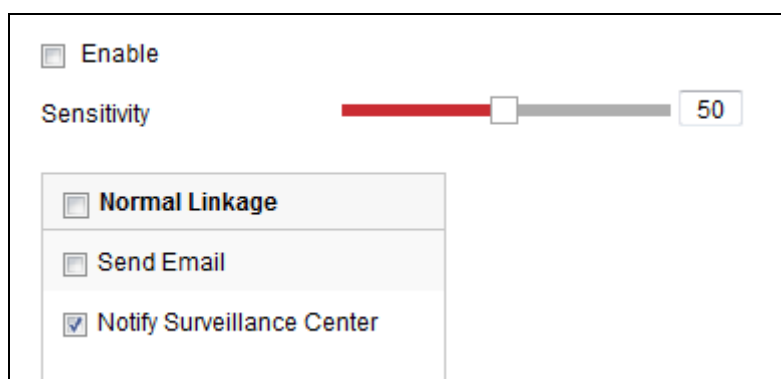 Enable
Sensitivity 50
Normal Linkage
Send Email
Notify Surveillance Center